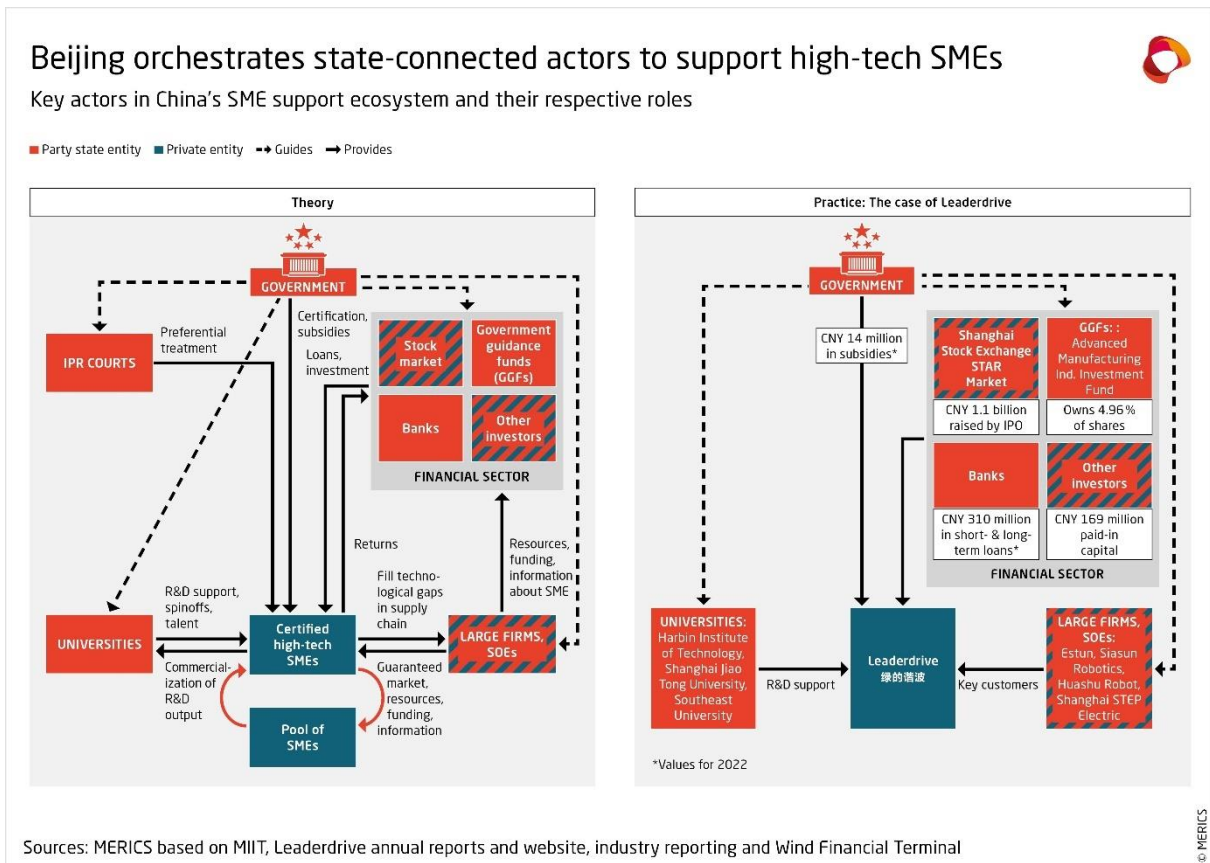 Beijing orchestrates state-connected actors to support high-tech SMEs
Key actors in China's SME support ecosystem and their respective roles
Party state entity
Private entity
Guides
Provides
Theory
GOVERNMENT
IPR COURTS
Preferential
treatment
Certification,
subsidies
Loans,
investment
Stock
market
Government
guidance
funds
(GGFs)
Banks
Other
investors
FINANCIAL SECTOR
Returns
Resources,
funding,
information
about SME
R&D support,
spinoffs,
talent
Fill techno-
logical gaps in
supply
chain
UNIVERSITIES
Certified
high-tech
SMEs
LARGE FIRMS,
SOEs
Commercial-
ization of
R&D
output
Guaranteed
market,
resources,
funding,
information
Pool of
SMEs
Practice: The case of Leaderdrive
GOVERNMENT
CNY 14 million
in subsidies*
Shanghai
Stock Exchange
STAR
Market
CNY 1.1 billion
raised by IPO
GGFs: :
Advanced
Manufacturing
Ind. Investment
Fund
Owns 4.96 %
of shares
Banks
CNY 310 million
in short- & long-
term loans*
Other
investors
CNY 169 million
paid-in
capital
FINANCIAL SECTOR
UNIVERSITIES:
Harbin Institute
of Technology,
Shanghai Jiao
Tong University,
Southeast
University
R&D support
Leaderdrive
绿的谐波
Key customers
LARGE FIRMS,
SOEs:
Estun, Siasun
Robotics,
Huashu Robot,
Shanghai STEP
Electric
*Values for 2022
Sources: MERICS based on MIIT, Leaderdrive annual reports and website, industry reporting and Wind Financial Terminal
© MERICS